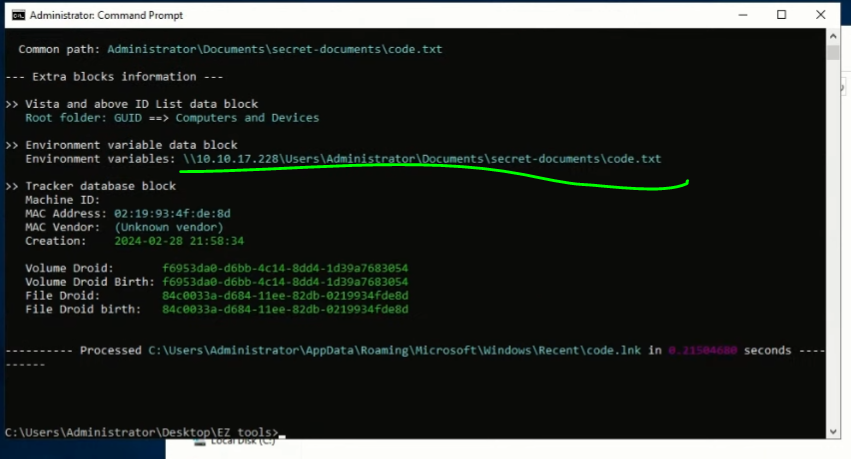 Administrator: Command Prompt
Common path: Administrator\Documents\secret-documents\code.txt
--- Extra blocks information ---
>> Vista and above ID List data block
Root folder: GUID ==> Computers and Devices
>> Environment variable data block
Environment variables: \\10.10.17.228\Users\Administrator\Documents\secret-documents\code.txt
>> Tracker database block
Machine ID:
MAC Address: 02:19:93:4f:de:8d
MAC Vendor: (Unknown vendor)
Creation: 2024-02-28 21:58:34
Volume Droid: f6953da0-d6bb-4c14-8dd4-1d39a7683054
Volume Droid Birth: f6953da0-d6bb-4c14-8dd4-1d39a7683054
File Droid: 84c0033a-d684-11ee-82db-0219934fde8d
File Droid birth: 84c0033a-d684-11ee-82db-0219934fde8d
---------- Processed C:\Users\Administrator\AppData\Roaming\Microsoft\Windows\Recent\code.lnk in 0.21504680 seconds ----
------
C:\Users\Administrator\Desktop\EZ tools>
Local Disk (C:)